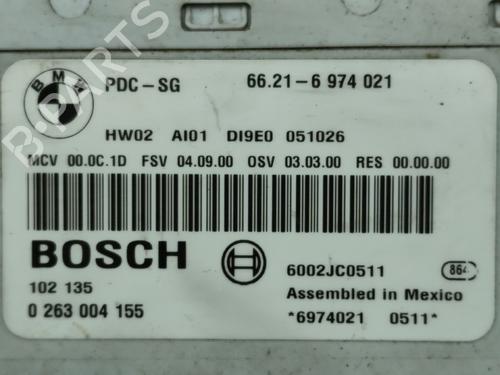 BMW
PDC-SG 66.21-6 974 021
HW02 AI01 DI9E0 051026
MCV 00.0C.1D FSV 04.09.00 OSV 03.03.00 RES 00.00.00
BOSCH
6002JC0511 864
102 135 Assembled in Mexico
0 263 004 155 *6974021 0511*
B-PARTS